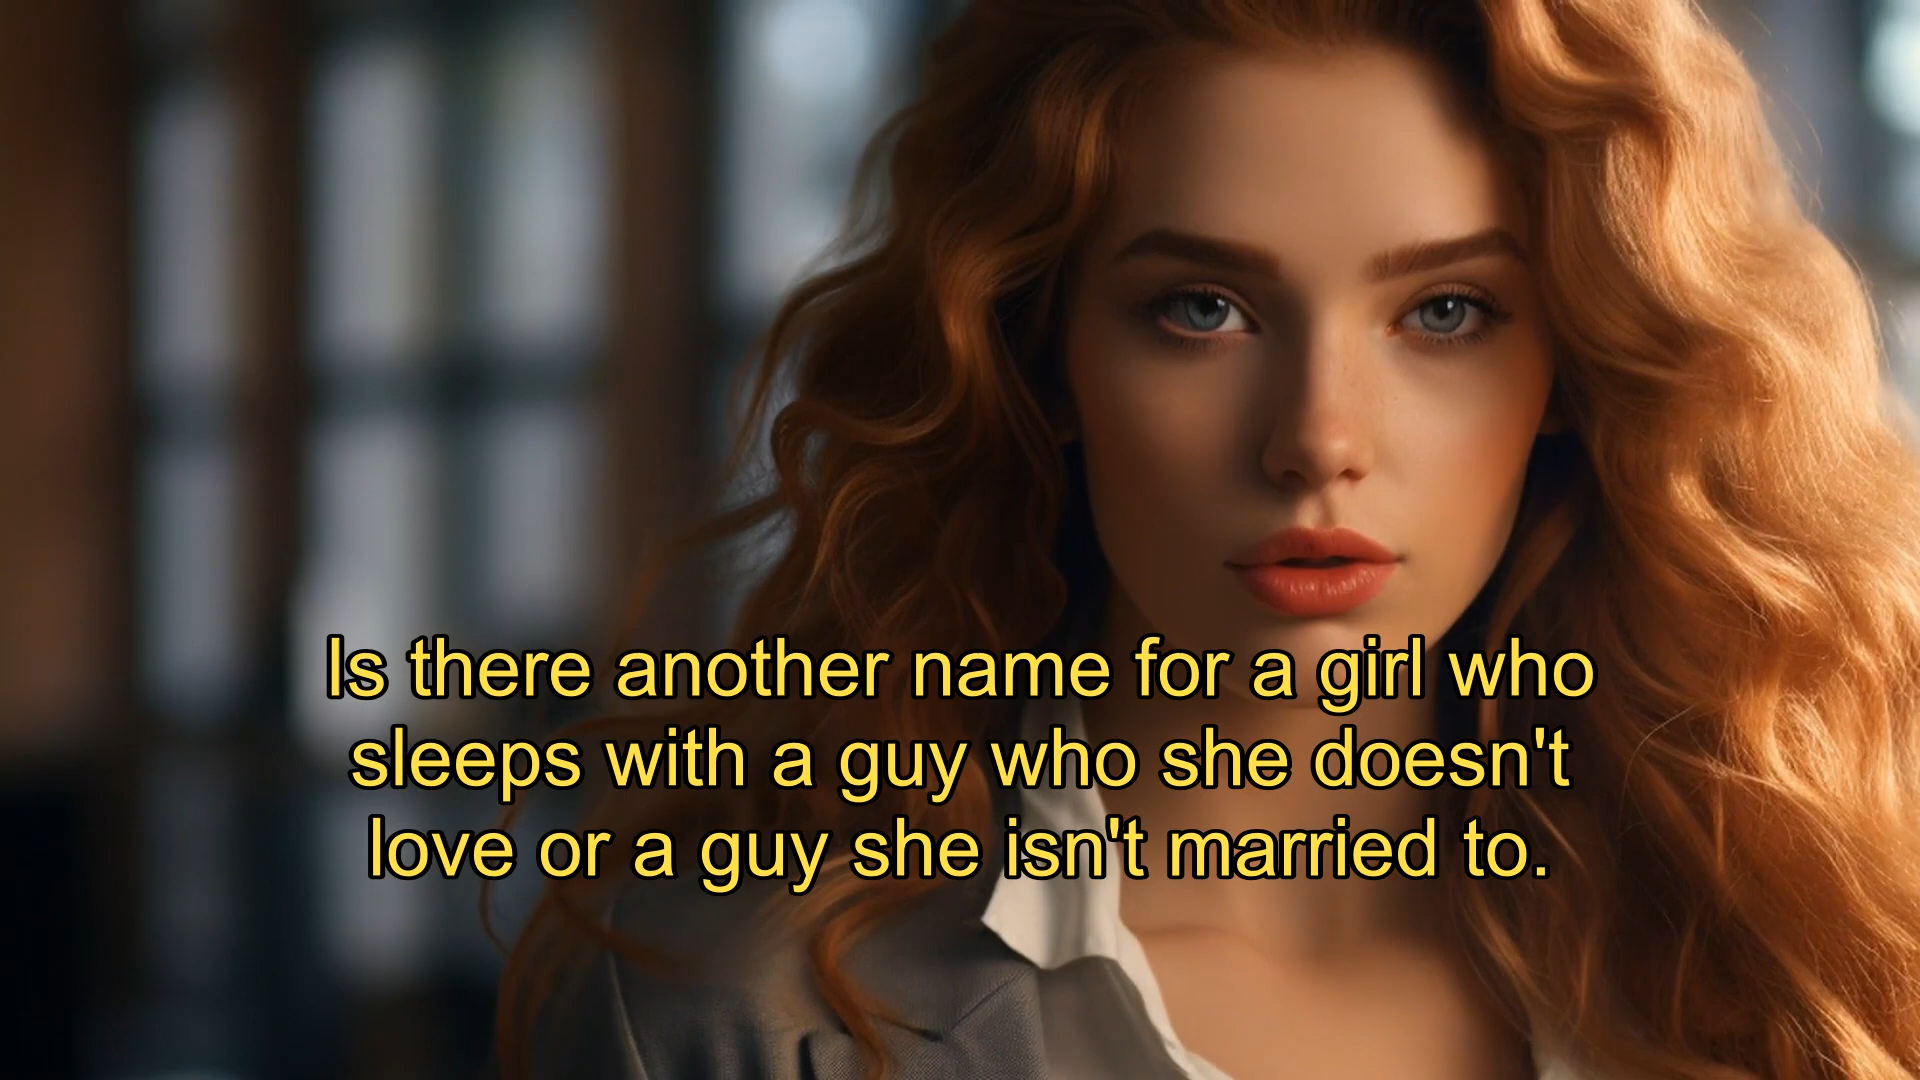 Is there another name for a girl who
sleeps with a guy who she doesn't
love or a guy she isn't married to.